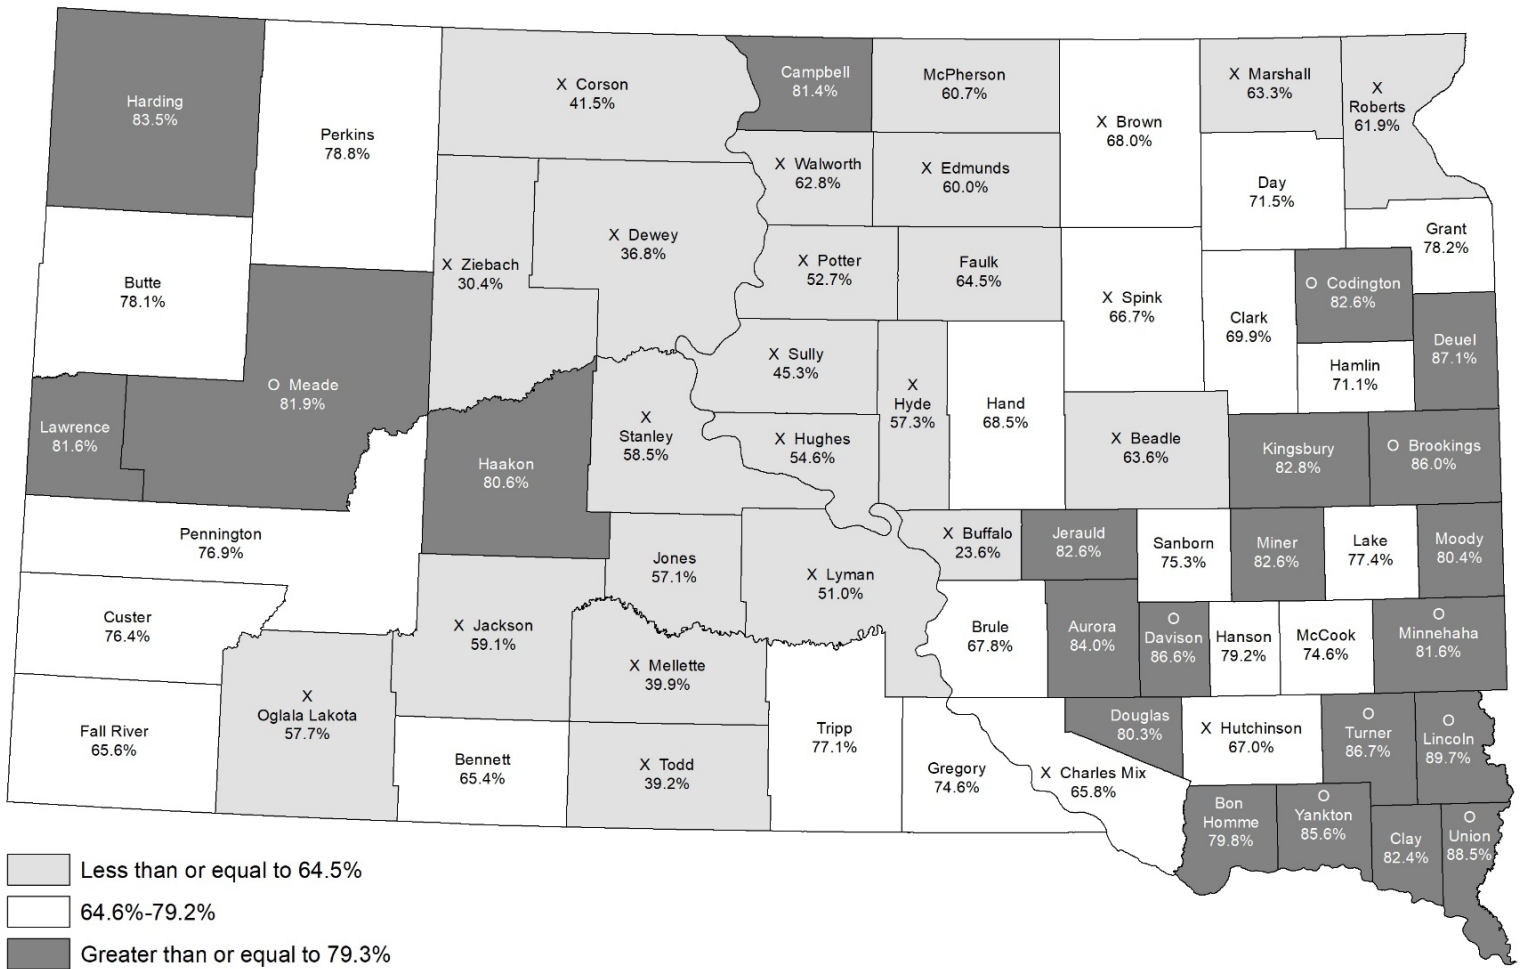 Harding
83.5%
Perkins
78.8%
X Corson
41.5%
Campbell
81.4%
McPherson
60.7%
X Brown
68.0%
X Marshall
63.3%
X
Roberts
61.9%
X Walworth
62.8%
X Edmunds
60.0%
Day
71.5%
Grant
78.2%
Butte
78.1%
X Ziebach
30.4%
X Dewey
36.8%
X Potter
52.7%
Faulk
64.5%
X Spink
66.7%
Clark
69.9%
O Codington
82.6%
Deuel
87.1%
Hamlin
71.1%
O Meade
81.9%
X Sully
45.3%
X
Hyde
57.3%
Hand
68.5%
Lawrence
81.6%
Haakon
80.6%
X
Stanley
58.5%
X Hughes
54.6%
X Beadle
63.6%
Kingsbury
82.8%
O Brookings
86.0%
Pennington
76.9%
Jones
57.1%
X Lyman
51.0%
X Buffalo
23.6%
Jerauld
82.6%
Sanborn
75.3%
Miner
82.6%
Lake
77.4%
Moody
80.4%
Custer
76.4%
X Jackson
59.1%
X Mellette
39.9%
Brule
67.8%
Aurora
84.0%
O
Davison
86.6%
Hanson
79.2%
McCook
74.6%
O
Minnehaha
81.6%
Fall River
65.6%
X
Oglala Lakota
57.7%
Bennett
65.4%
X Todd
39.2%
Tripp
77.1%
Gregory
74.6%
X Charles Mix
65.8%
Douglas
80.3%
X Hutchinson
67.0%
O
Turner
86.7%
O
Lincoln
89.7%
Bon
Homme
79.8%
O
Yankton
85.6%
Clay
82.4%
O
Union
88.5%
Less than or equal to 64.5%
64.6%-79.2%
Greater than or equal to 79.3%